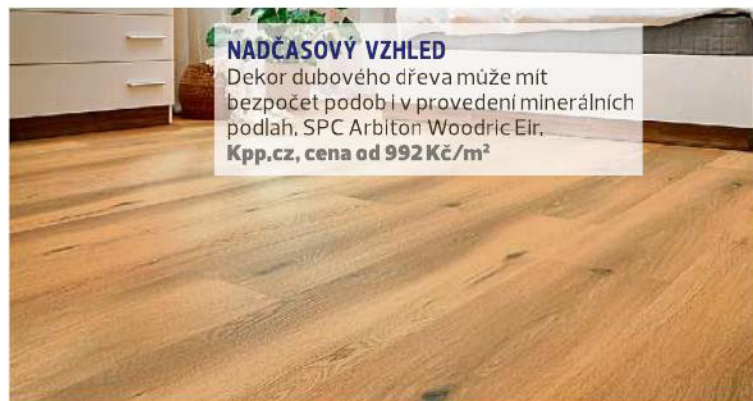 NADČASOVÝ VZHLED
Dekor dubového dřeva může mít
bezpočet podob i v provedení minerálních
podlah. SPC Arbiton Woodric Eir.
Kpp.cz, cena od 992 Kč/m²